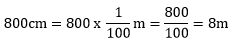 800cm = 800 x 1/100 m = 800/100 = 8m